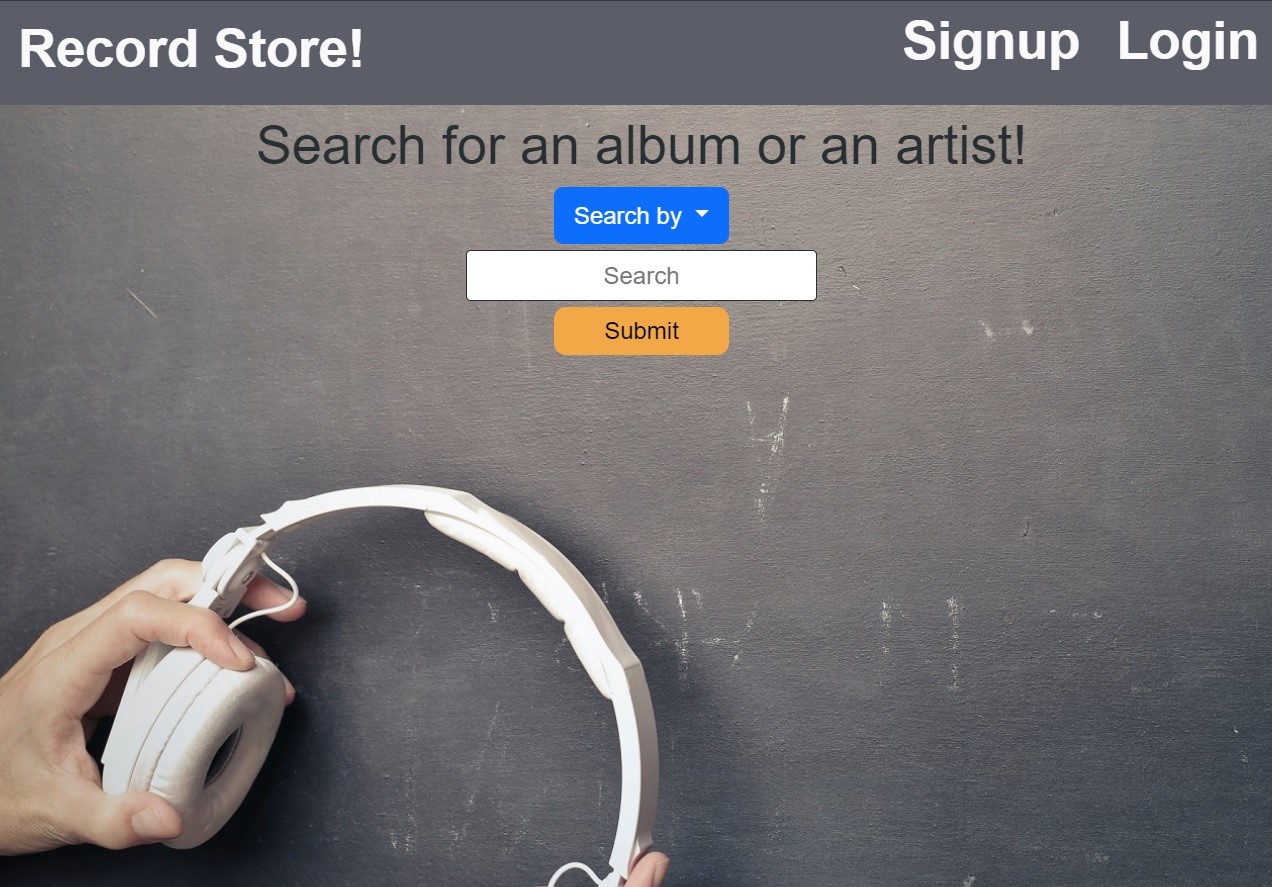 Record Store!
Signup Login
Search for an album or an artist!
Search by
Search
Submit